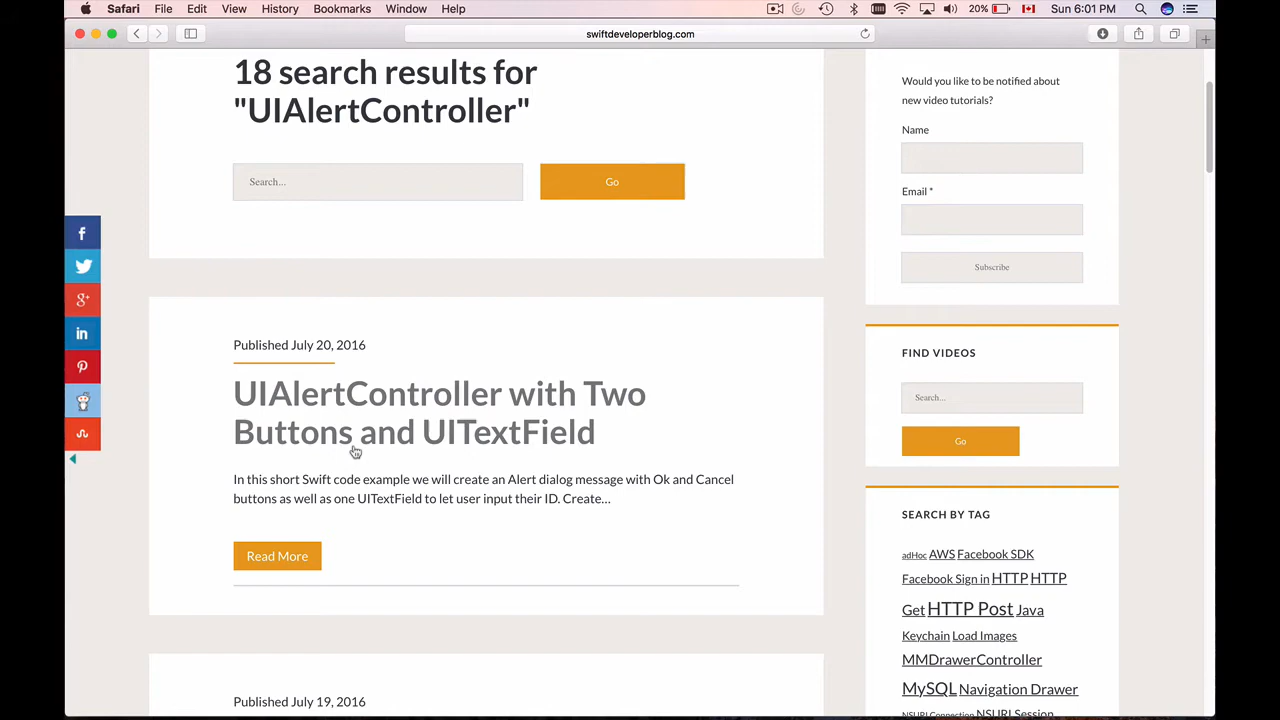 Safari File Edit View History Bookmarks Window Help 20% Sun 6:01 PM
swiftdeveloperblog.com
18 search results for
"UIAlertController"
Search...
Go
Published July 20, 2016
UIAlertController with Two
Buttons and UITextField
In this short Swift code example we will create an Alert dialog message with Ok and Cancel
buttons as well as one UITextField to let user input their ID. Create...
Read More
Published July 19, 2016
Would you like to be notified about
new video tutorials?
Name
Email *
Subscribe
FIND VIDEOS
Search...
Go
SEARCH BY TAG
adHoc AWS Facebook SDK
Facebook Sign in HTTP HTTP
Get HTTP Post Java
Keychain Load Images
MMDrawerController
MySQL Navigation Drawer
NSURLConnection NSURLSession